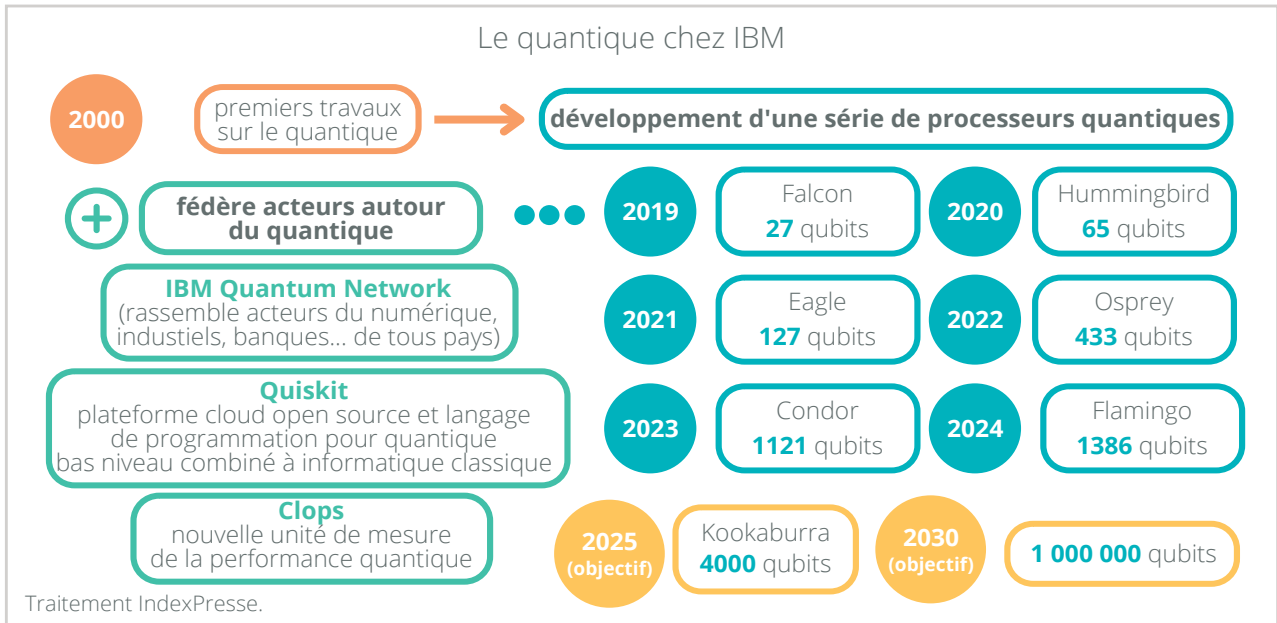 Le quantique chez IBM
2000
premiers travaux
sur le quantique
développement d'une série de processeurs quantiques
+
fédère acteurs autour
du quantique
IBM Quantum Network
(rassemble acteurs du numérique,
industiels, banques... de tous pays)
Quiskit
plateforme cloud open source et langage
de programmation pour quantique
bas niveau combiné à informatique classique
Clops
nouvelle unité de mesure
de la performance quantique
2019
Falcon
27 qubits
2020
Hummingbird
65 qubits
2021
Eagle
127 qubits
2022
Osprey
433 qubits
2023
Condor
1121 qubits
2024
Flamingo
1386 qubits
2025
(objectif)
Kookaburra
4000 qubits
2030
(objectif)
1 000 000 qubits
Traitement IndexPresse.